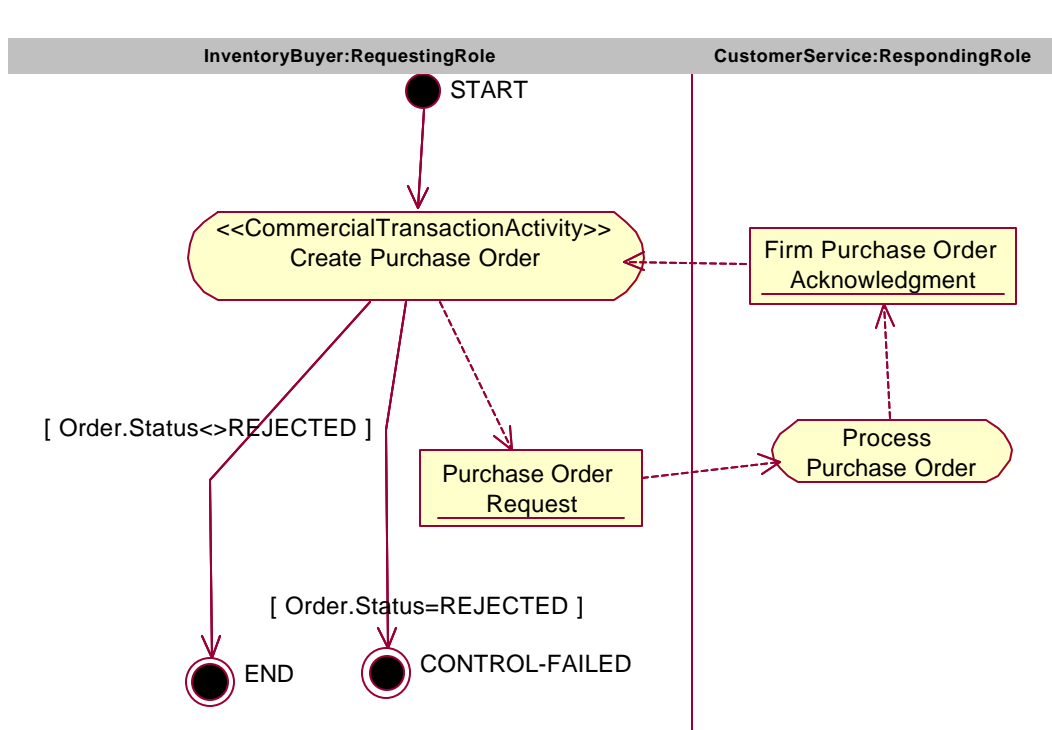 InventoryBuyer:RequestingRole
CustomerService:RespondingRole
START
<<CommercialTransactionActivity>>
Create Purchase Order
Firm Purchase Order
Acknowledgment
[ Order.Status<>REJECTED ]
Process
Purchase Order
Purchase Order
Request
[ Order.Status=REJECTED ]
END
CONTROL-FAILED